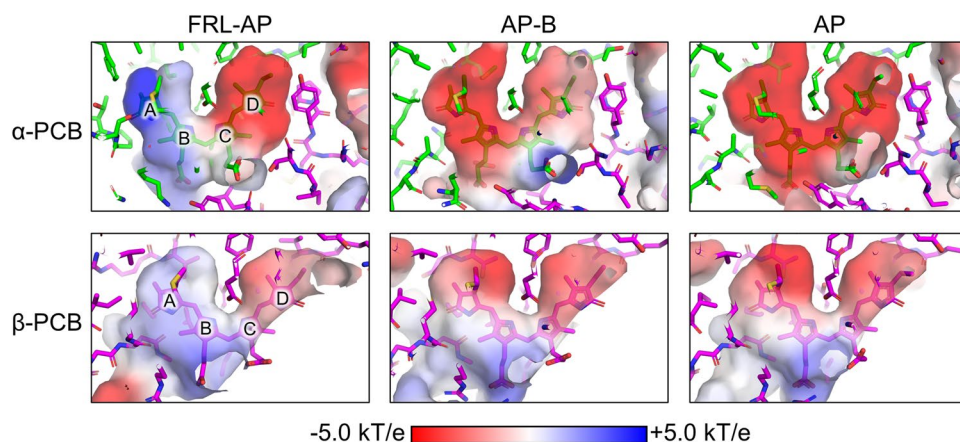 FRL-AP AP-B AP
α-PCB
A B C D
β-PCB
A B C D
-5.0 kT/e +5.0 kT/e